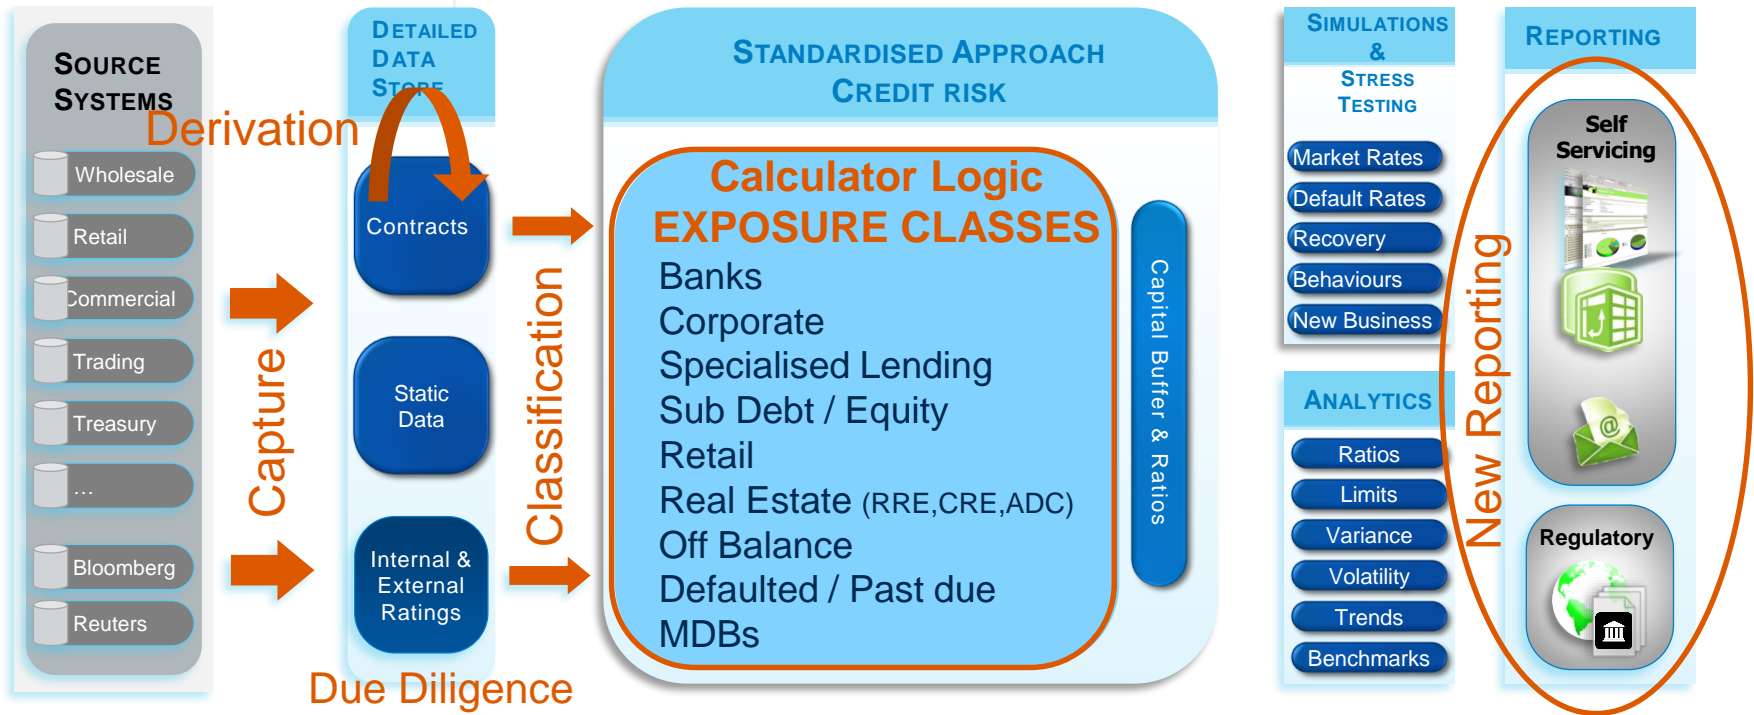 SOURCE
SYSTEMS
Wholesale
Retail
Commercial
Trading
Treasury
...
Bloomberg
Reuters
Derivation
Capture
DETAILED
DATA
STORE
Contracts
Static
Data
Internal &
External
Ratings
Due Diligence
Classification
STANDARDISED APPROACH
CREDIT RISK
Calculator Logic
EXPOSURE CLASSES
Banks
Corporate
Specialised Lending
Sub Debt / Equity
Retail
Real Estate (RRE,CRE,ADC)
Off Balance
Defaulted / Past due
MDBs
Capital Buffer & Ratios
SIMULATIONS
&
STRESS
TESTING
Market Rates
Default Rates
Recovery
Behaviours
New Business
ANALYTICS
Ratios
Limits
Variance
Volatility
Trends
Benchmarks
New Reporting
REPORTING
Self
Servicing
@
Regulatory